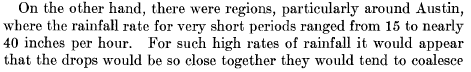 On the other hand, there were regions, particularly around Austin,
where the rainfall rate for very short periods ranged from 15 to nearly
40 inches per hour. For such high rates of rainfall it would appear
that the drops would be so close together they would tend to coalesce